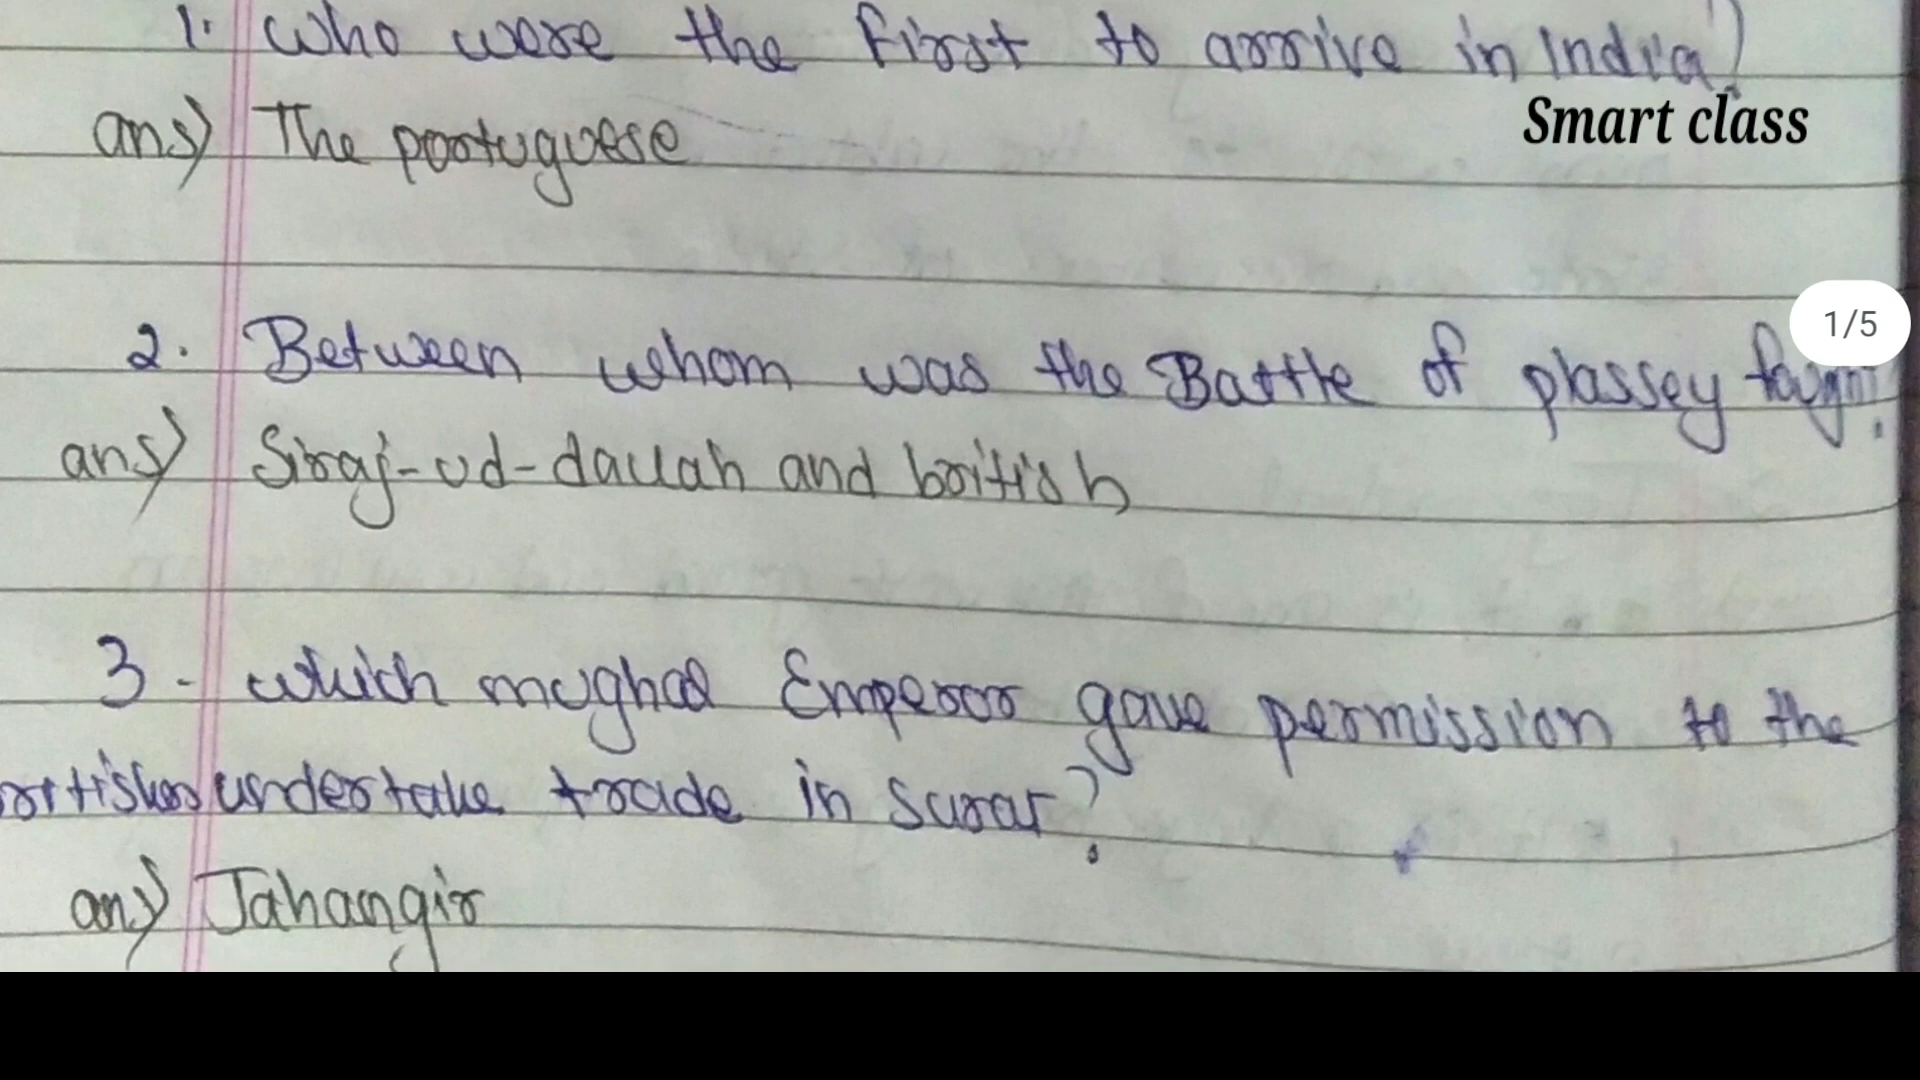 1. Who were the first to arrive in India?
ans) The portuguese
Smart class
2. Between whom was the Battle of plassey
1/5
ans) Siraj-ud-daulah and british
3. which mughal Emperor gave permission to the
undertake trade in surat?
ans) Jahangir